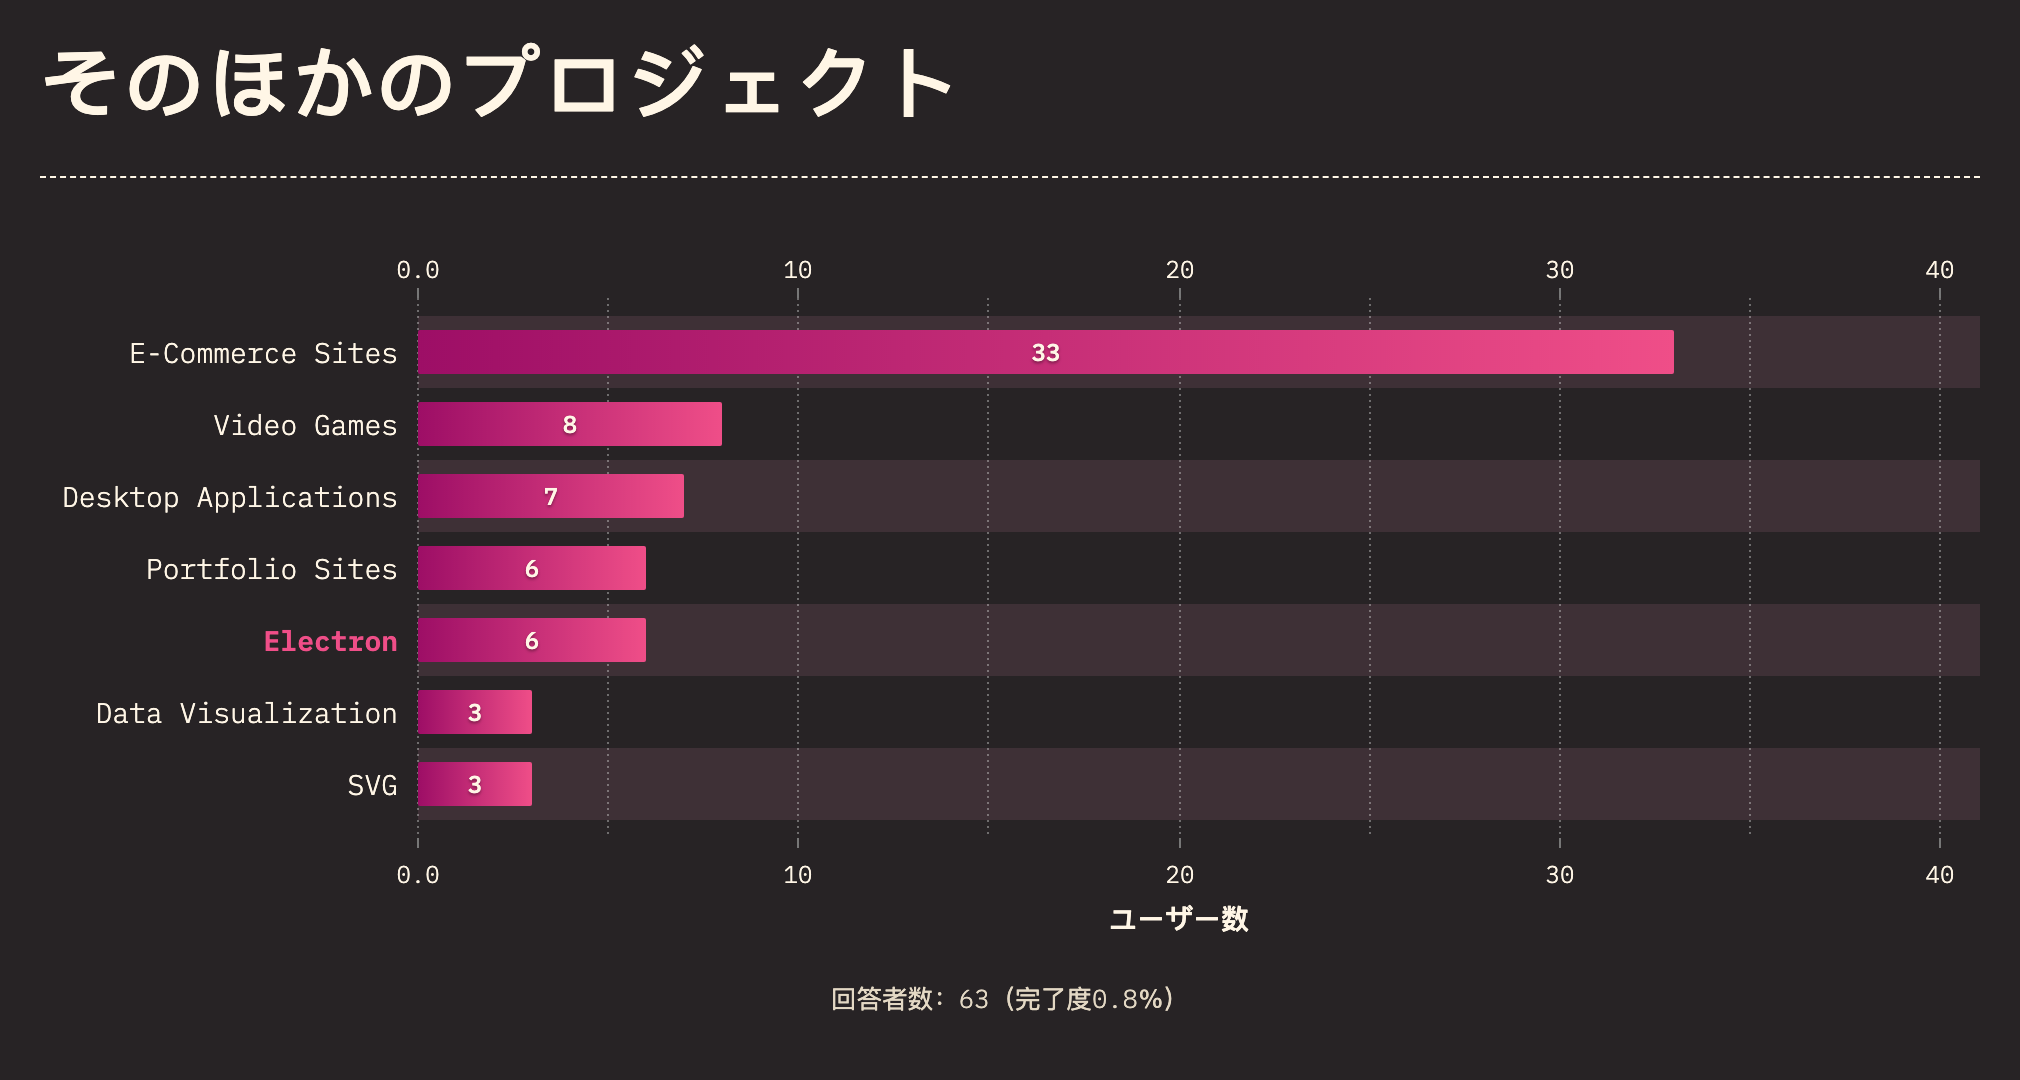 そのほかのプロジェクト
0.0 10 20 30 40
E-Commerce Sites 33
Video Games 8
Desktop Applications 7
Portfolio Sites 6
Electron 6
Data Visualization 3
SVG 3
0.0 10 20 30 40
ユーザー数
回答者数: 63 (完了度0.8%)